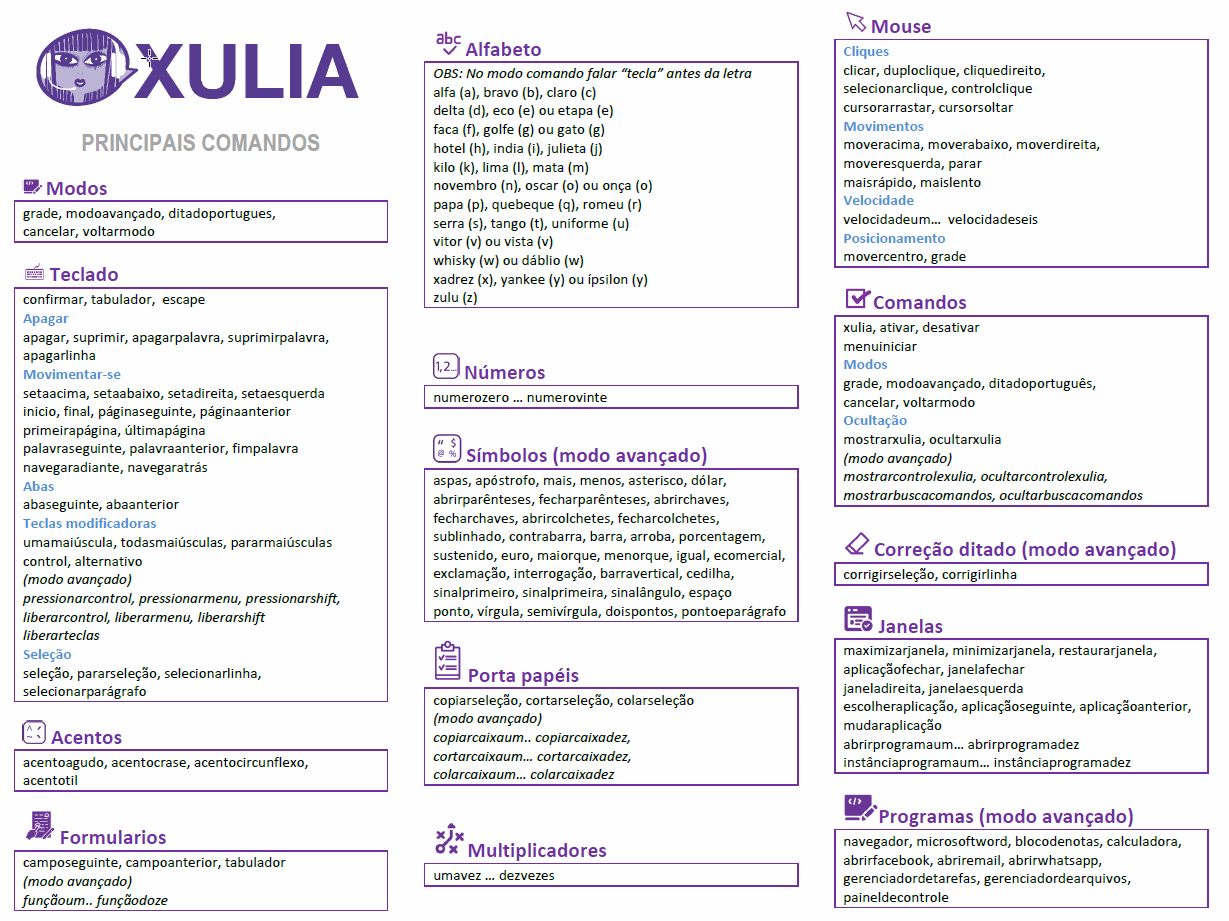 XULIA
PRINCIPAIS COMANDOS
Modos
grade, modoavançado, ditadoportugues,
cancelar, voltarmodo
Teclado
confirmar, tabulador, escape
Apagar
apagar, suprimir, apagarpalavra, suprimirpalavra,
apagarlinha
Movimentar-se
setaacima, setaabaixo, setadireita, setaesquerda
inicio, final, páginaseguinte, páginaanterior
primeirapágina, últimapágina
palavraseguinte, palavraanterior, fimpalavra
navegaradiante, navegaratrás
Abas
abaseguinte, abaanterior
Teclas modificadoras
umamaiúscula, todasmaiúsculas, pararmaiúsculas
control, alternativo
(modo avançado)
pressionarcontrol, pressionarmenu, pressionarshift,
liberarcontrol, liberarmenu, liberarshift
liberarteclas
Seleção
seleção, pararseleção, selecionarlinha,
selecionarparágrafo
Acentos
acentoagudo, acentocrase, acentocircunflexo,
acentotil
Formularios
camposeguinte, campoanterior, tabulador
(modo avançado)
funçãoum.. funçãodoze
abc
Alfabeto
OBS: No modo comando falar “tecla” antes da letra
alfa (a), bravo (b), claro (c)
delta (d), eco (e) ou etapa (e)
faca (f), golfe (g) ou gato (g)
hotel (h), india (i), julieta (j)
kilo (k), lima (l), mata (m)
novembro (n), oscar (o) ou onça (o)
papa (p), quebeque (q), romeu (r)
serra (s), tango (t), uniforme (u)
vitor (v) ou vista (v)
whisky (w) ou dáblio (w)
xadrez (x), yankee (y) ou ípsilon (y)
zulu (z)
1,2...
Números
numerozero … numerovinte
“ $
@ %
Símbolos (modo avançado)
aspas, apóstrofo, mais, menos, asterisco, dólar,
abrirparênteses, fecharparênteses, abrirchaves,
fecharchaves, abrircolchetes, fecharcolchetes,
sublinhado, contrabarra, barra, arroba, porcentagem,
sustenido, euro, maiorque, menorque, igual, ecomercial,
exclamação, interrogação, barravertical, cedilha,
sinalprimeiro, sinalprimeira, sinalângulo, espaço
ponto, vírgula, semivírgula, doispontos, pontoeparágrafo
Porta papéis
copiarseleção, cortarseleção, colarseleção
(modo avançado)
copiarcaixaum.. copiarcaixadez,
cortarcaixaum... cortarcaixadez,
colarcaixaum... colarcaixadez
Multiplicadores
umavez … dezvezes
Mouse
Cliques
clicar, duploclique, cliquedireito,
selecionarclique, controlclique
cursorarrastar, cursorsoltar
Movimentos
moveracima, moverabaixo, moverdireita,
moveresquerda, parar
maisrápido, maislento
Velocidade
velocidadeum… velocidadeseis
Posicionamento
movercentro, grade
Comandos
xulia, ativar, desativar
menuiniciar
Modos
grade, modoavançado, ditadoportuguês,
cancelar, voltarmodo
Ocultação
mostrarxulia, ocultarxulia
(modo avançado)
mostrarcontrolexulia, ocultarcontrolexulia,
mostrarbuscacomandos, ocultarbuscacomandos
Correção ditado (modo avançado)
corrigirseleção, corrigirlinha
Janelas
maximizarjanela, minimizarjanela, restaurarjanela,
aplicaçãofechar, janelafechar
janeladireita, janelaesquerda
escolheraplicação, aplicaçãoseguinte, aplicaçãoanterior,
mudaraplicação
abrirprogramaum… abrirprogramadez
instânciaprogramaum… instânciaprogramadez
Programas (modo avançado)
navegador, microsoftword, blocodenotas, calculadora,
abrirfacebook, abriremail, abrirwhatsapp,
gerenciadordetarefas, gerenciadordearquivos,
paineldecontrole